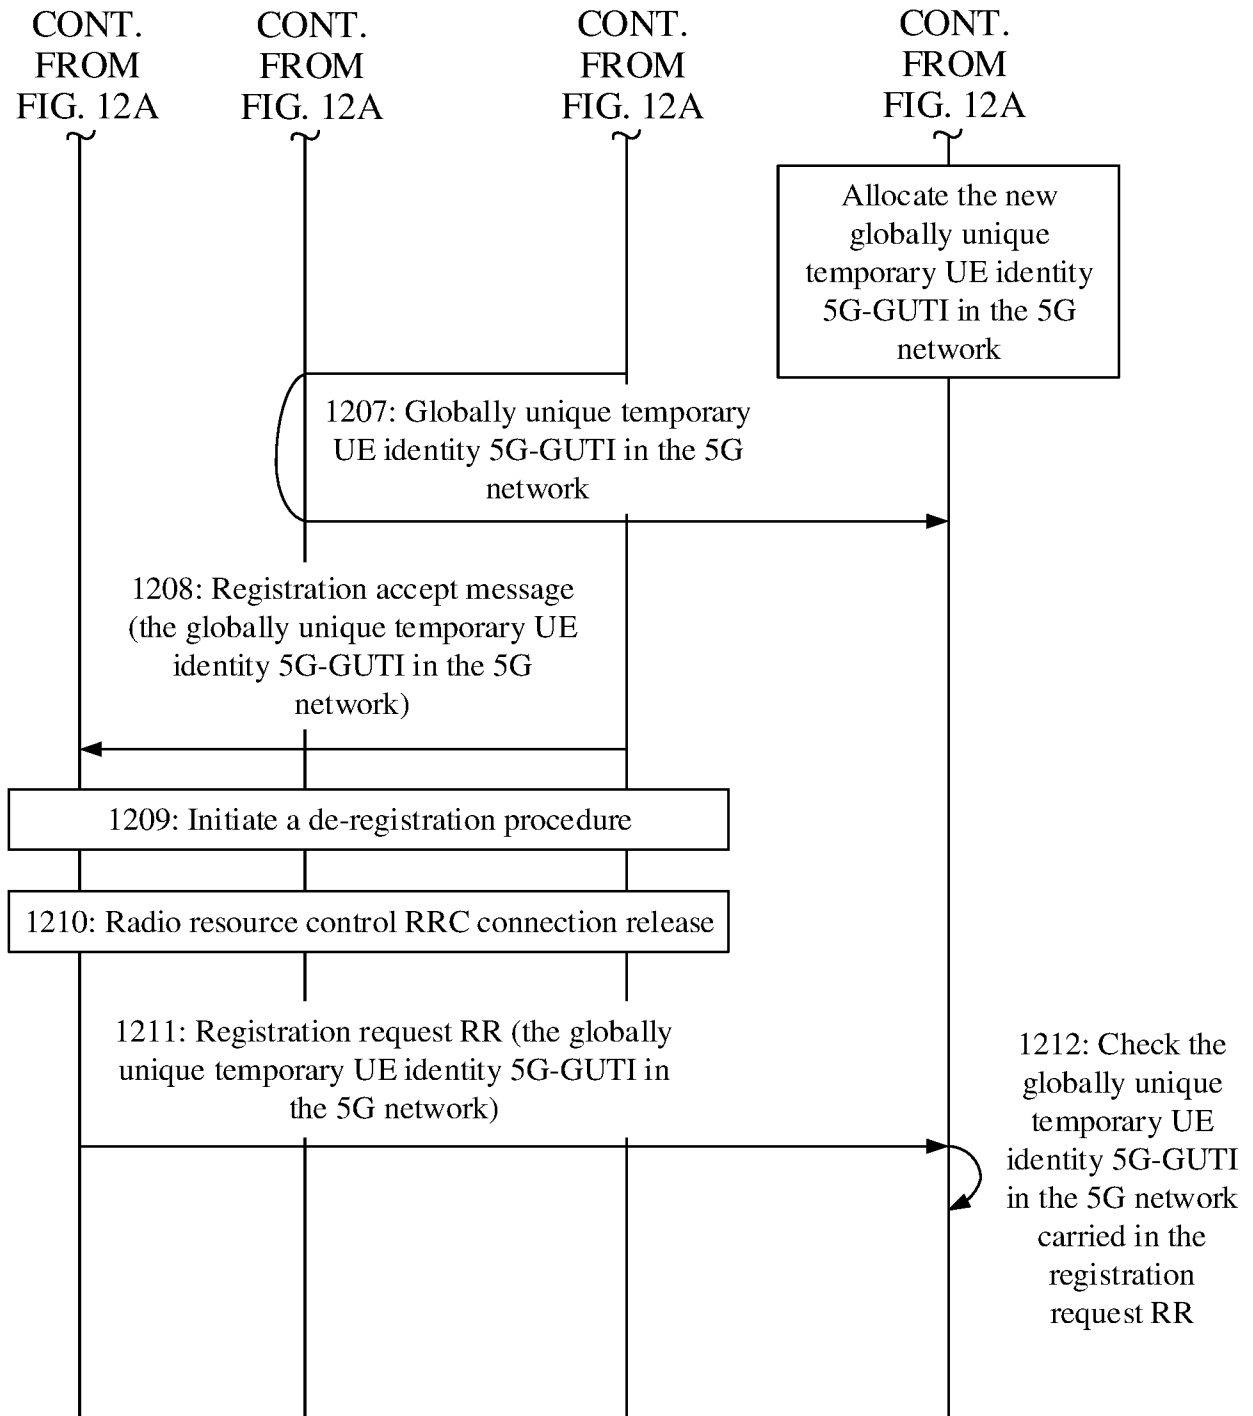 CONT.
FROM
FIG. 12A
CONT.
FROM
FIG. 12A
CONT.
FROM
FIG. 12A
CONT.
FROM
FIG. 12A
Allocate the new
globally unique
temporary UE identity
5G-GUTI in the 5G
network
1207: Globally unique temporary
UE identity 5G-GUTI in the 5G
network
1208: Registration accept message
(the globally unique temporary UE
identity 5G-GUTI in the 5G
network)
1209: Initiate a de-registration procedure
1210: Radio resource control RRC connection release
1211: Registration request RR (the globally
unique temporary UE identity 5G-GUTI in
the 5G network)
1212: Check the
globally unique
temporary UE
identity 5G-GUTI
in the 5G network
carried in the
registration
request RR